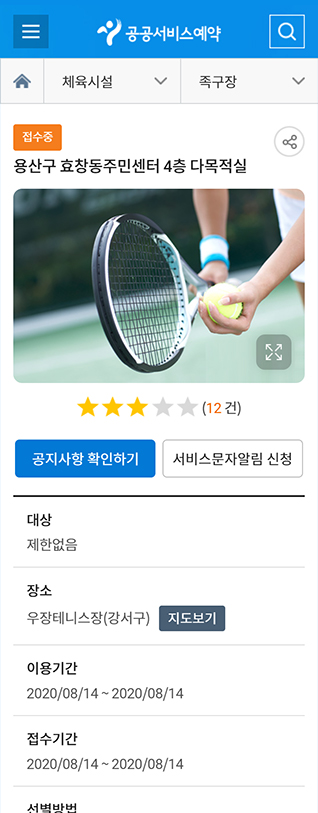 공공서비스예약
체육시설 족구장
접수중
용산구 효창동주민센터 4층 다목적실
(12 건)
공지사항 확인하기 서비스문자알림 신청
대상
제한없음
장소
우장테니스장(강서구) 지도보기
이용기간
2020/08/14 ~ 2020/08/14
접수기간
2020/08/14 ~ 2020/08/14
선별방법